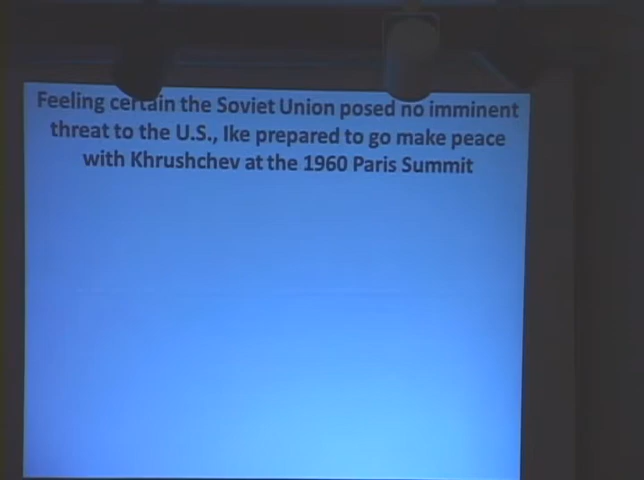 Feeling certain the Soviet Union posed no imminent
threat to the U.S., Ike prepared to go make peace
with Khrushchev at the 1960 Paris Summit